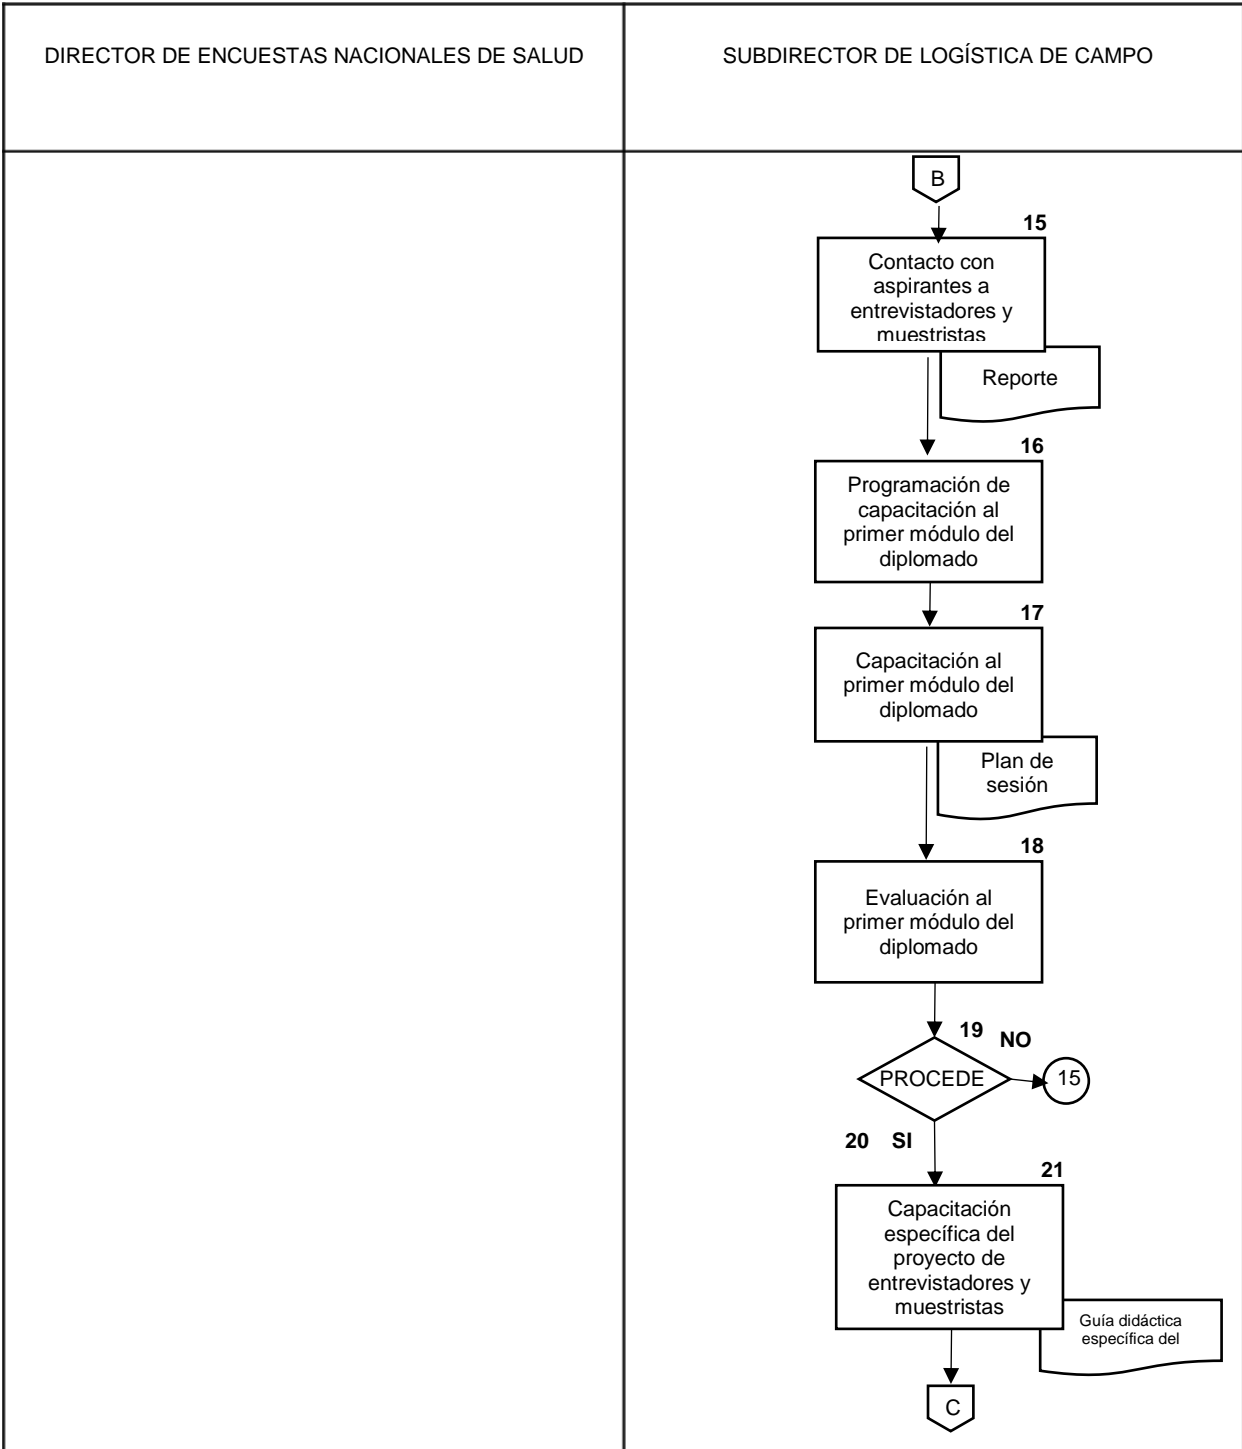 DIRECTOR DE ENCUESTAS NACIONALES DE SALUD
SUBDIRECTOR DE LOGÍSTICA DE CAMPO
B
15
Contacto con
aspirantes a
entrevistadores y
muestristas
Reporte
16
Programación de
capacitación al
primer módulo del
diplomado
17
Capacitación al
primer módulo del
diplomado
Plan de
sesión
18
Evaluación al
primer módulo del
diplomado
19
NO
PROCEDE
15
20 SI
21
Capacitación
específica del
proyecto de
entrevistadores y
muestristas
Guía didáctica
específica del
C